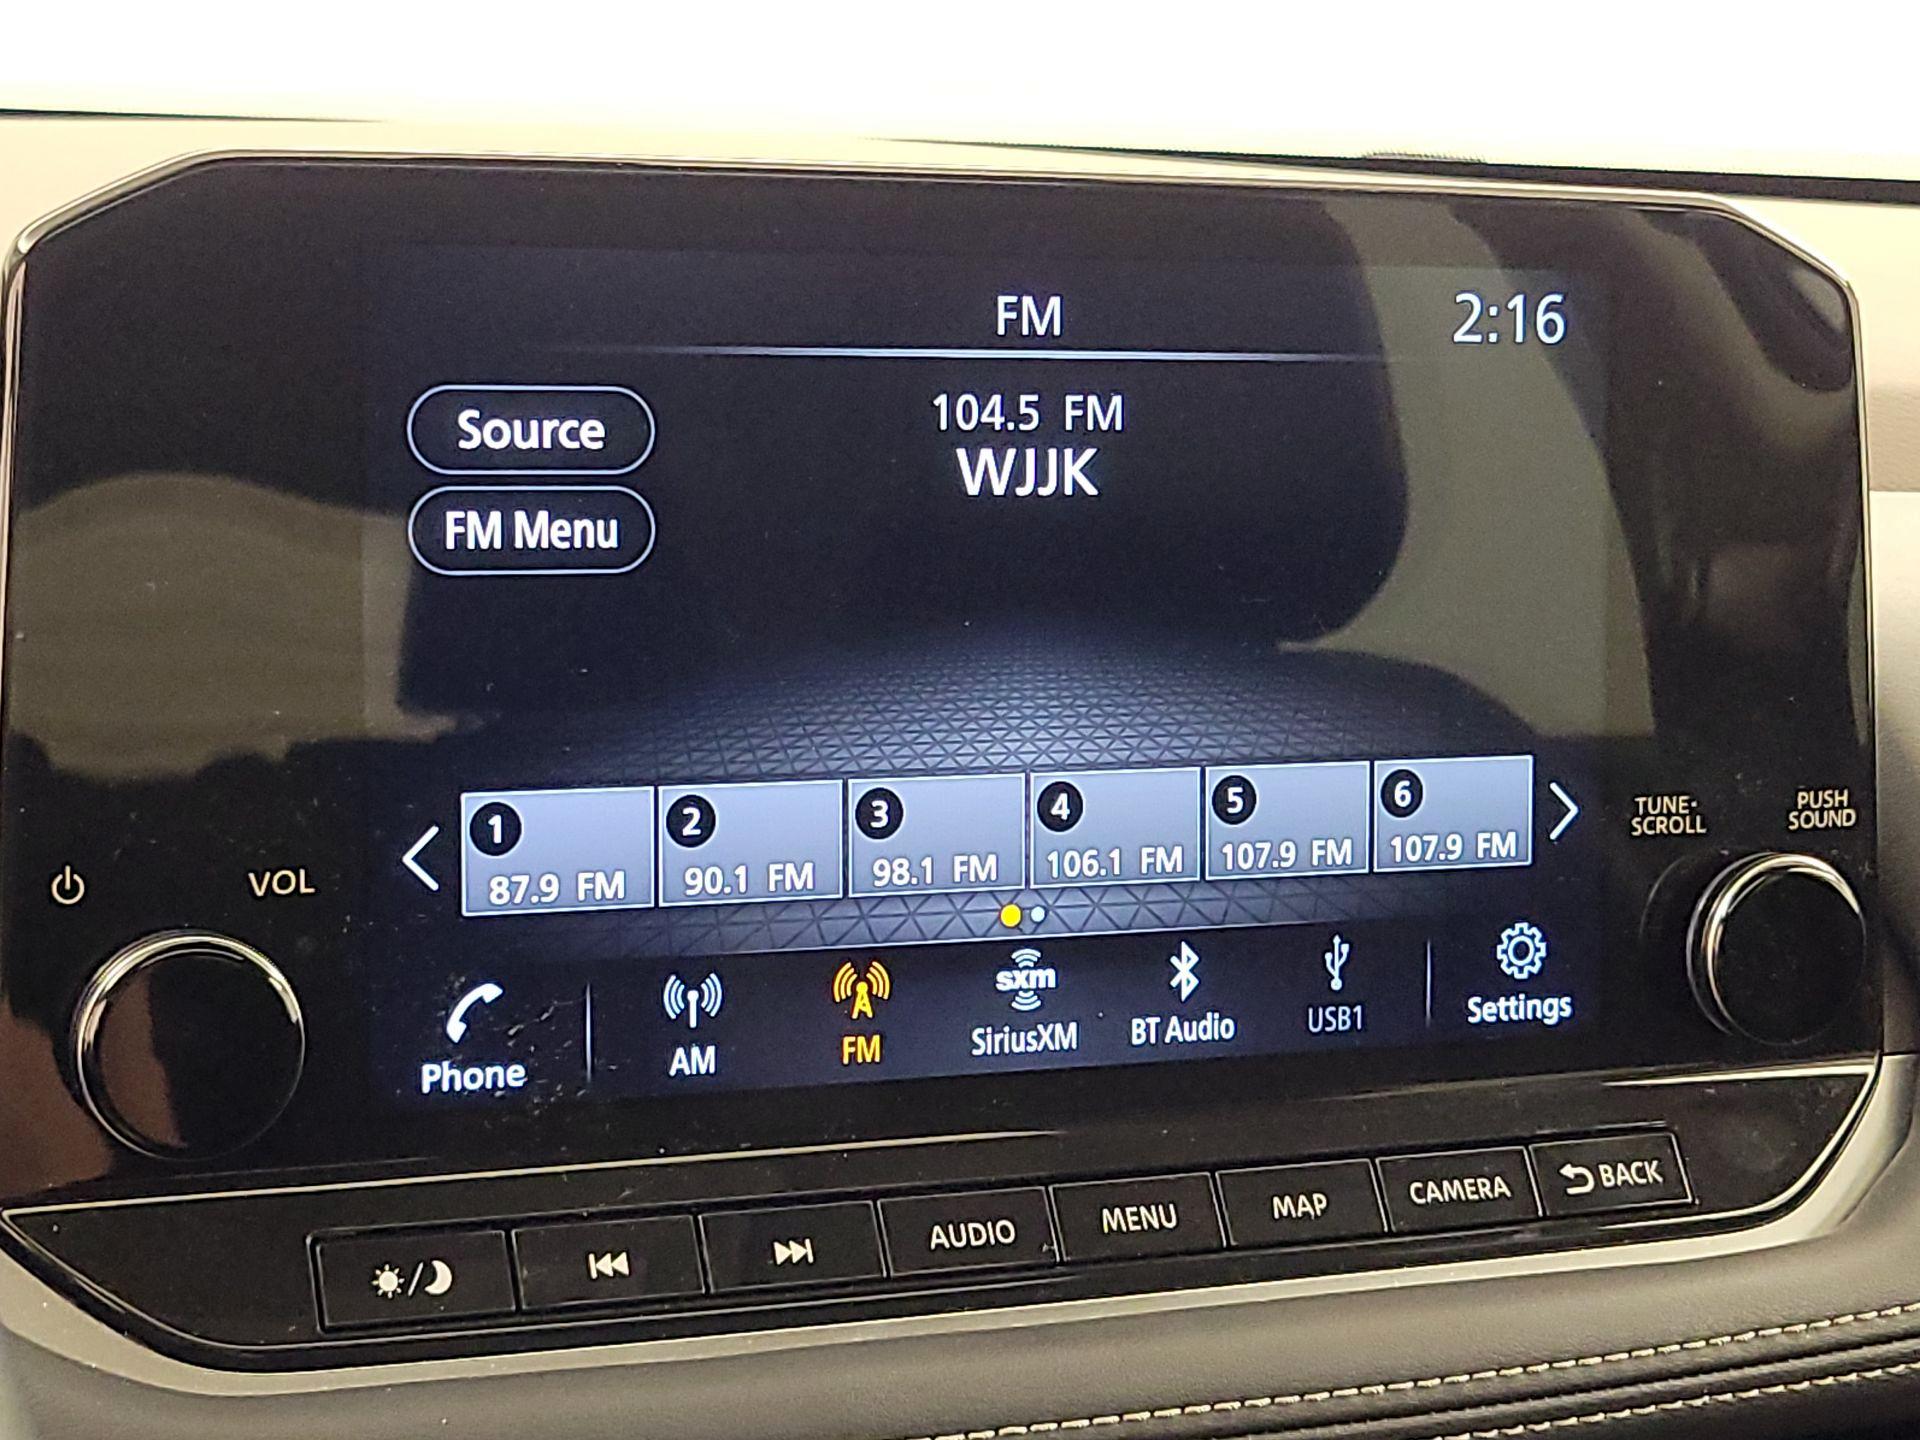 FM
2:16
Source
104.5 FM
WJJK
FM Menu
1
2
3
4
5
6
87.9 FM
90.1 FM
98.1 FM
106.1 FM
107.9 FM
107.9 FM
TUNE·
SCROLL
PUSH
SOUND
VOL
Phone
AM
FM
sxm
SiriusXM
BT Audio
USB1
Settings
AUDIO
MENU
MAP
CAMERA
BACK